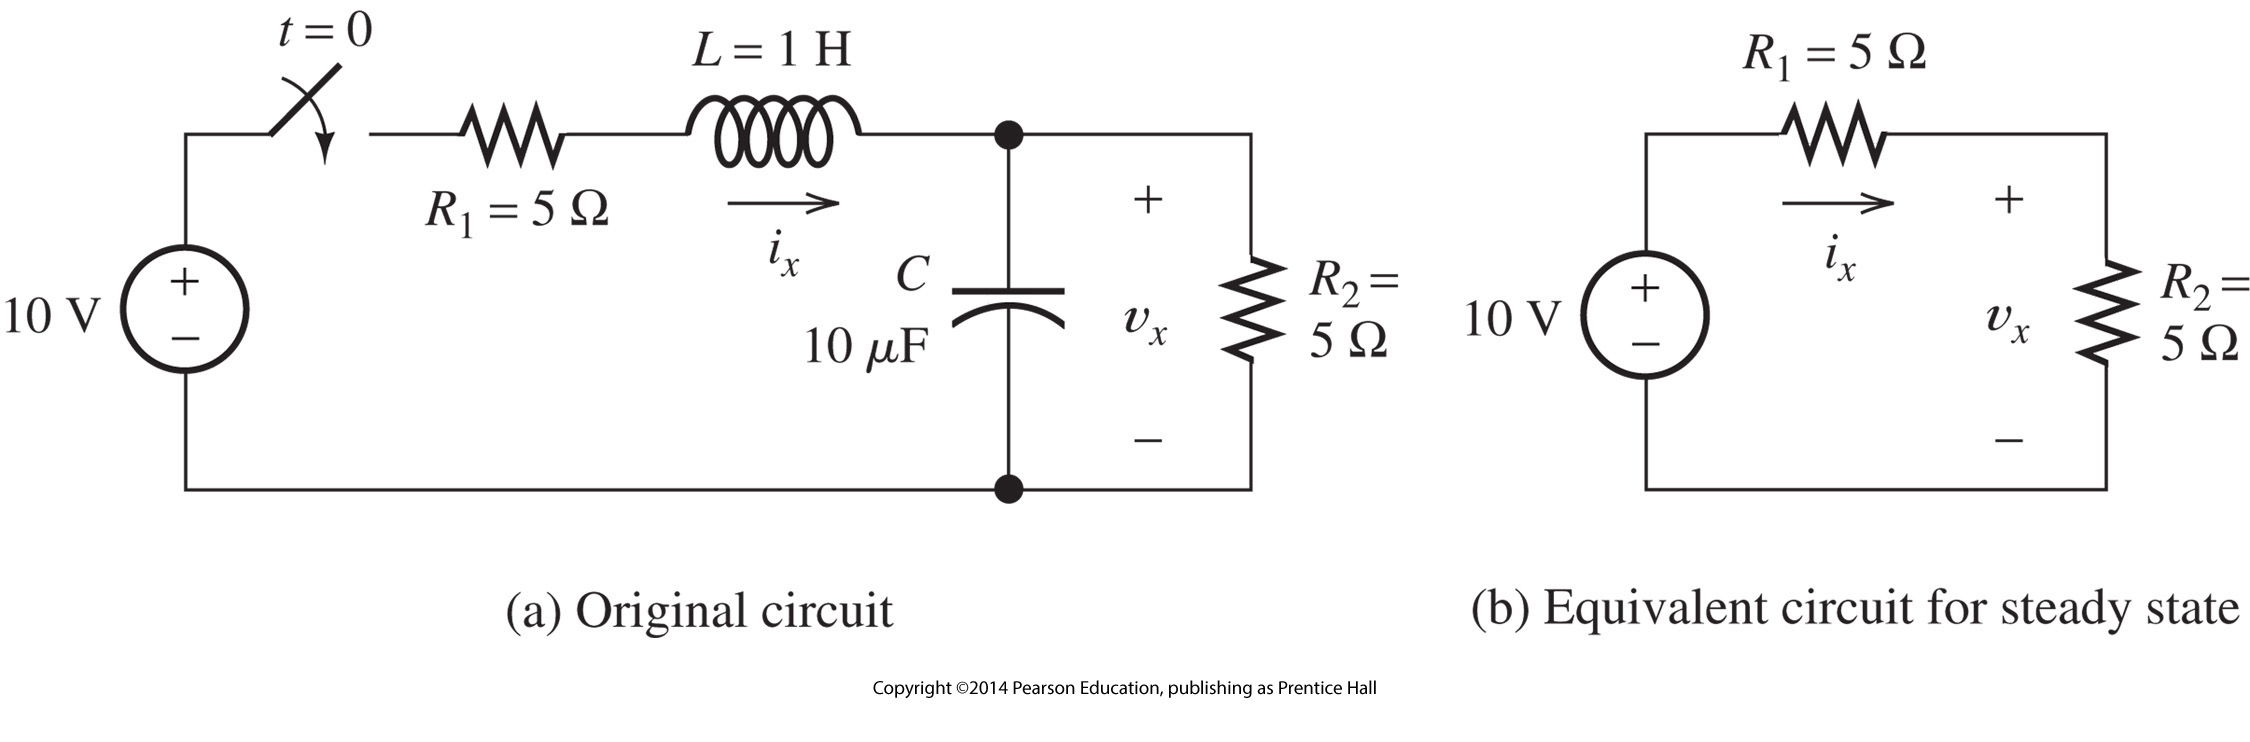 t = 0
L = 1 H
R₁ = 5 Ω
iₓ
10 V
+
−
C
10 μF
+
vₓ
−
R₂ =
5 Ω
(a) Original circuit
R₁ = 5 Ω
iₓ
10 V
+
−
+
vₓ
−
R₂ =
5 Ω
(b) Equivalent circuit for steady state
Copyright ©2014 Pearson Education, publishing as Prentice Hall